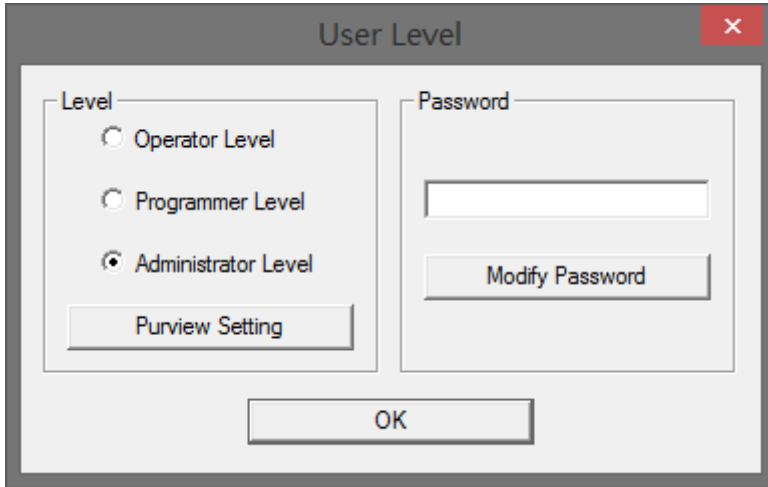 User Level
Level
Operator Level
Programmer Level
Administrator Level
Purview Setting
Password
Modify Password
OK